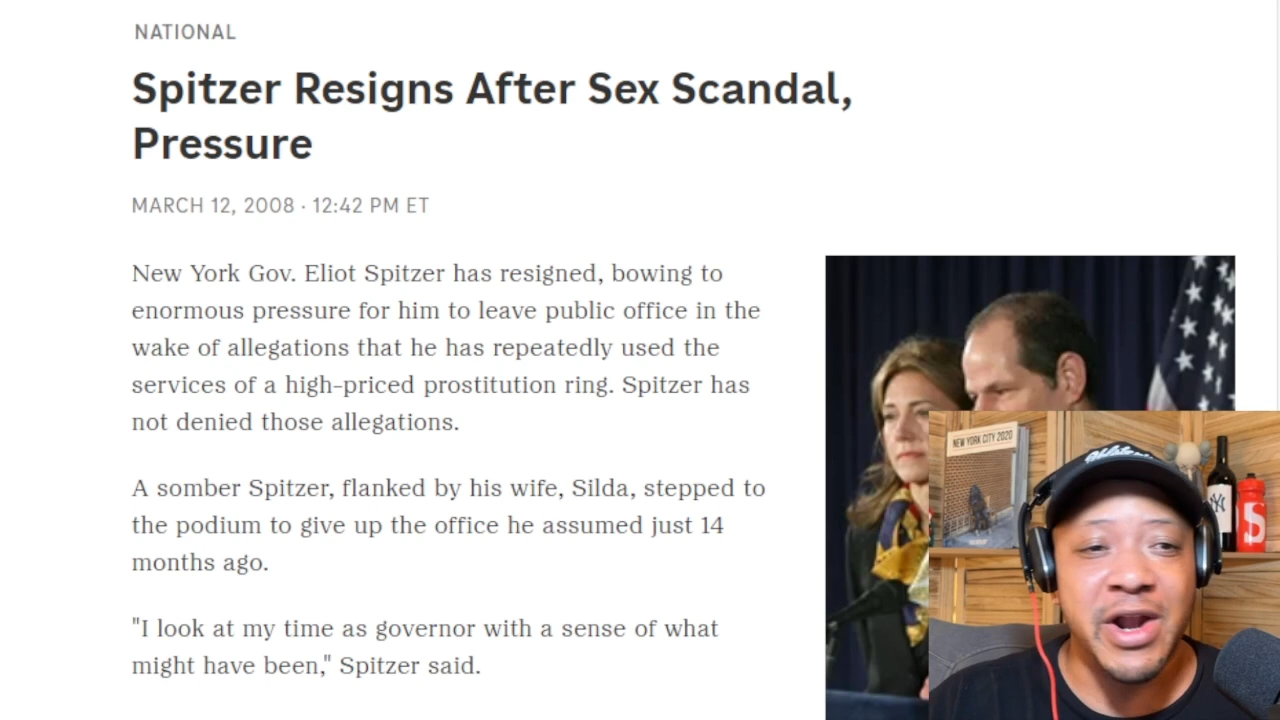 NATIONAL
Spitzer Resigns After Sex Scandal,
Pressure
MARCH 12, 2008 · 12:42 PM ET
New York Gov. Eliot Spitzer has resigned, bowing to
enormous pressure for him to leave public office in the
wake of allegations that he has repeatedly used the
services of a high-priced prostitution ring. Spitzer has
not denied those allegations.
A somber Spitzer, flanked by his wife, Silda, stepped to
the podium to give up the office he assumed just 14
months ago.
"I look at my time as governor with a sense of what
might have been," Spitzer said.
NEW YORK CITY 2020